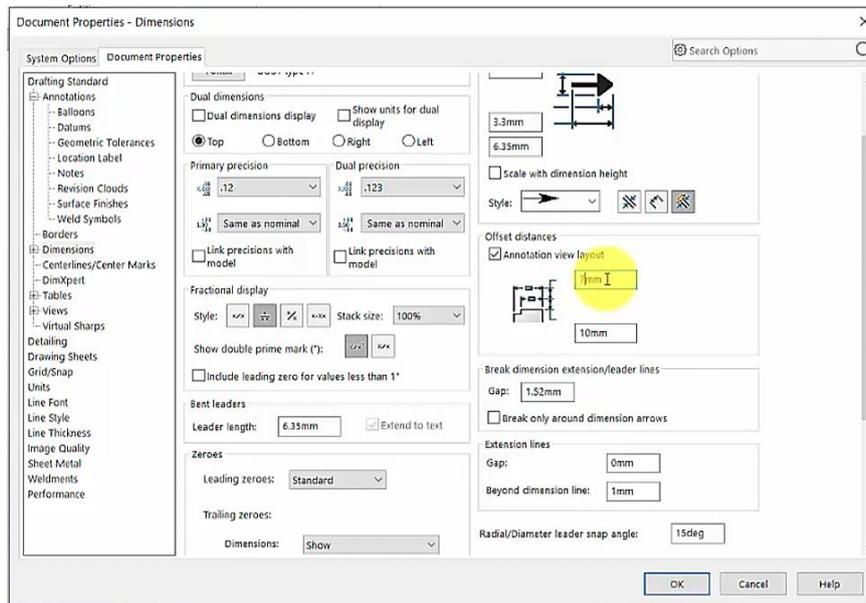 Document Properties - Dimensions
System Options
Document Properties
Search Options
Drafting Standard
Annotations
Balloons
Datums
Geometric Tolerances
Location Label
Notes
Revision Clouds
Surface Finishes
Weld Symbols
Borders
Dimensions
Centerlines/Center Marks
DimXpert
Tables
Views
Virtual Sharps
Detailing
Drawing Sheets
Grid/Snap
Units
Line Font
Line Style
Line Thickness
Image Quality
Sheet Metal
Weldments
Performance
Dual dimensions
Dual dimensions display
Show units for dual
display
Top Bottom Right Left
Primary precision
.12
Same as nominal
Link precisions with
model
Dual precision
.123
Same as nominal
Link precisions with
model
Fractional display
Style: Stack size: 100%
Show double prime mark ("):
Include leading zero for values less than 1"
Bent leaders
Leader length: 6.35mm Extend to text
Zeroes
Leading zeroes: Standard
Trailing zeroes:
Dimensions: Show
3.3mm
6.35mm
Scale with dimension height
Style:
Offset distances
Annotation view layout
7mm
10mm
Break dimension extension/leader lines
Gap: 1.52mm
Break only around dimension arrows
Extension lines
Gap: 0mm
Beyond dimension line: 1mm
Radial/Diameter leader snap angle: 15deg
OK Cancel Help